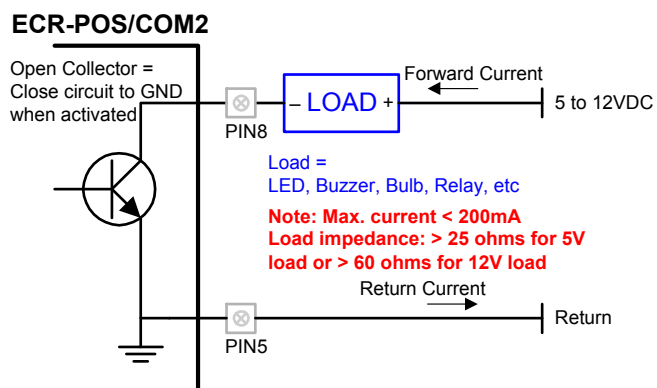 ECR-POS/COM2
Open Collector =
Close circuit to GND
when activated
PIN8
– LOAD +
Forward Current
5 to 12VDC
Load =
LED, Buzzer, Bulb, Relay, etc
Note: Max. current < 200mA
Load impedance: > 25 ohms for 5V
load or > 60 ohms for 12V load
Return Current
Return
PIN5